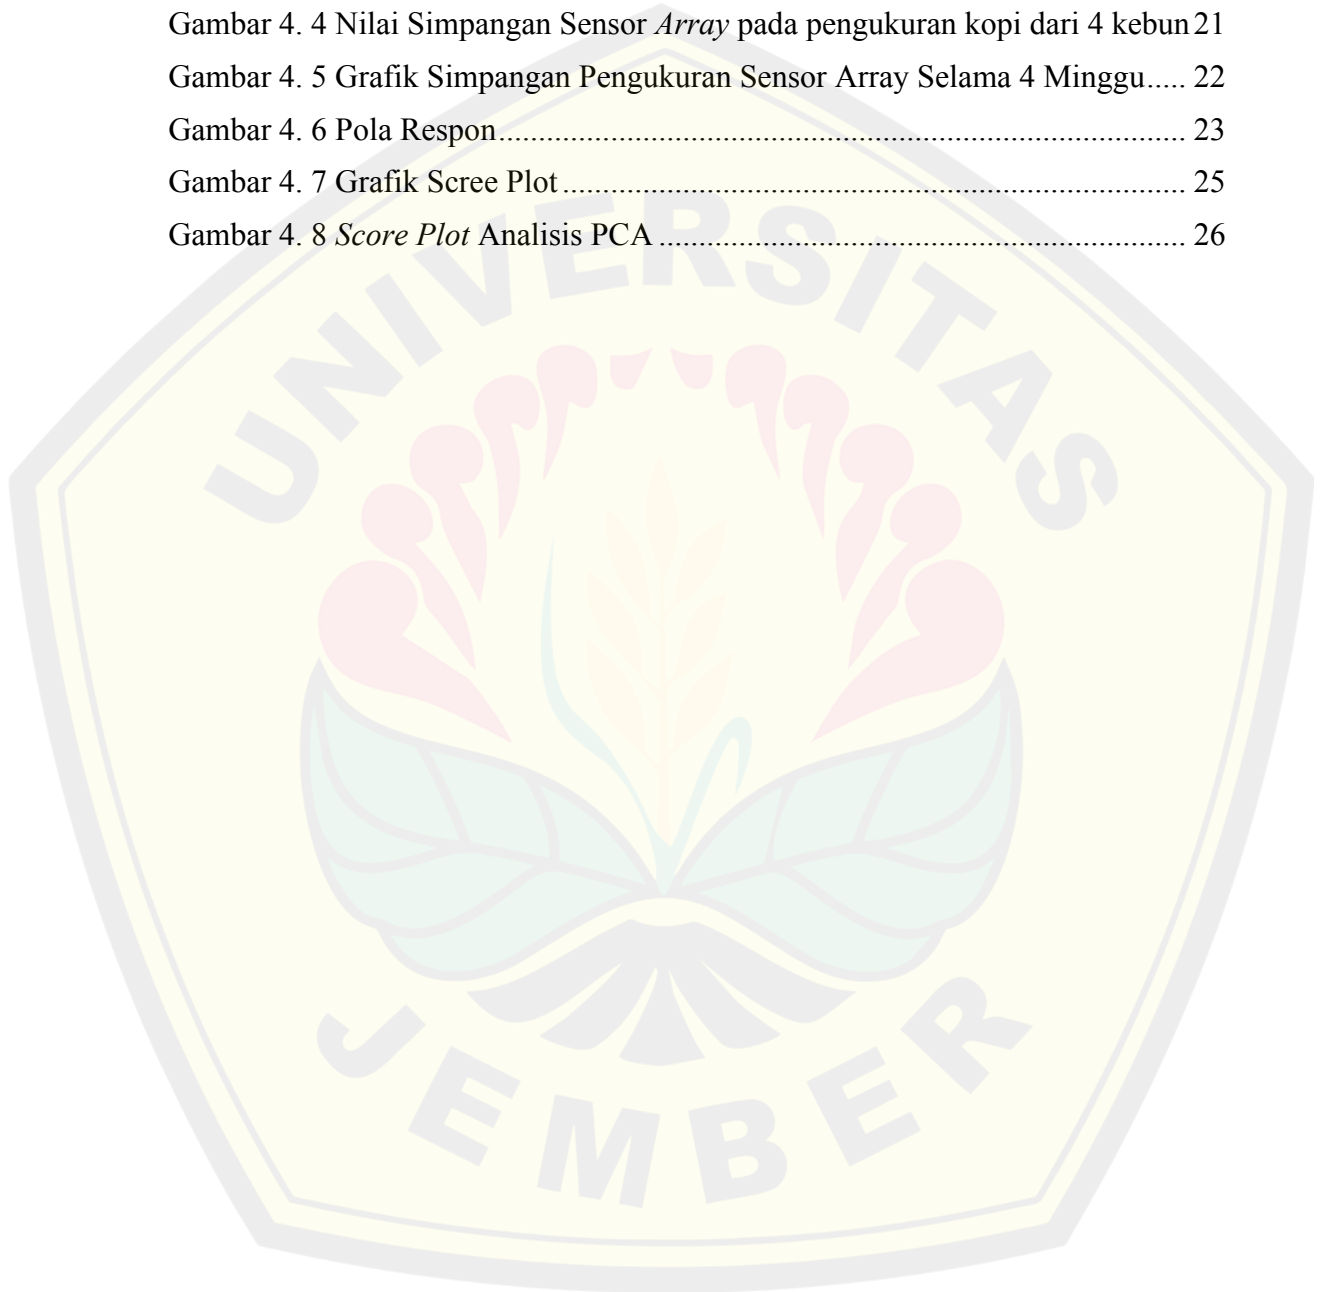 Gambar 4. 4 Nilai Simpangan Sensor Array pada pengukuran kopi dari 4 kebun 21
Gambar 4. 5 Grafik Simpangan Pengukuran Sensor Array Selama 4 Minggu..... 22
Gambar 4. 6 Pola Respon.......................................................................................... 23
Gambar 4. 7 Grafik Scree Plot ................................................................................. 25
Gambar 4. 8 Score Plot Analisis PCA ..................................................................... 26
UNIVERSITAS
JEMBER